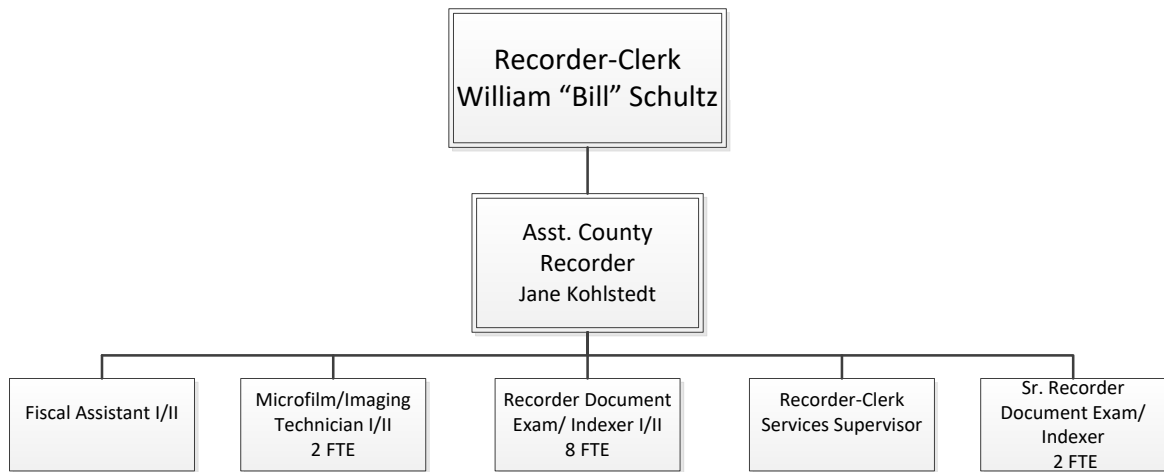 Recorder-Clerk
William “Bill” Schultz
Asst. County
Recorder
Jane Kohlstedt
Fiscal Assistant I/II
Microfilm/Imaging
Technician I/II
2 FTE
Recorder Document
Exam/ Indexer I/II
8 FTE
Recorder-Clerk
Services Supervisor
Sr. Recorder
Document Exam/
Indexer
2 FTE